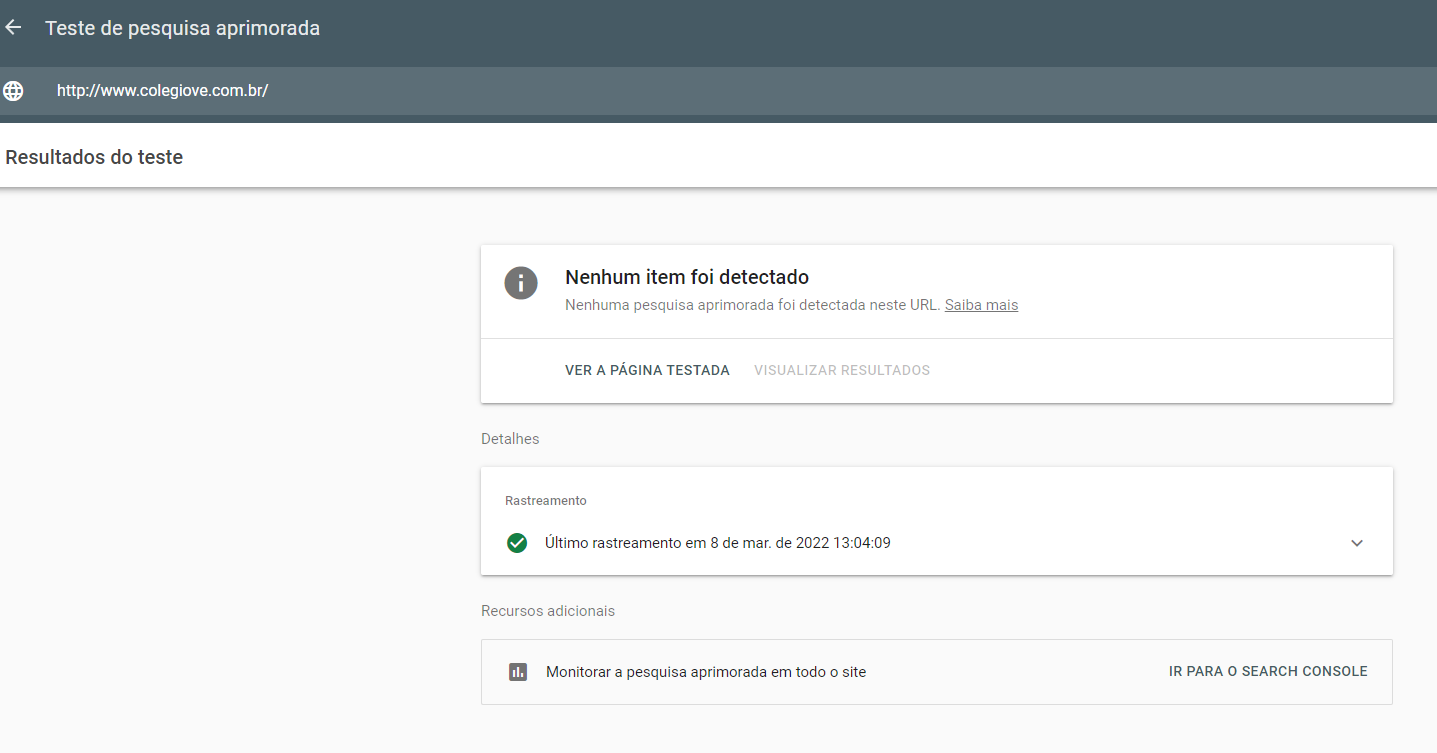 Teste de pesquisa aprimorada
http://www.colegiove.com.br/
Resultados do teste
Nenhum item foi detectado
Nenhuma pesquisa aprimorada foi detectada neste URL. Saiba mais
VER A PÁGINA TESTADA VISUALIZAR RESULTADOS
Detalhes
Rastreamento
Último rastreamento em 8 de mar. de 2022 13:04:09
Recursos adicionais
Monitorar a pesquisa aprimorada em todo o site IR PARA O SEARCH CONSOLE